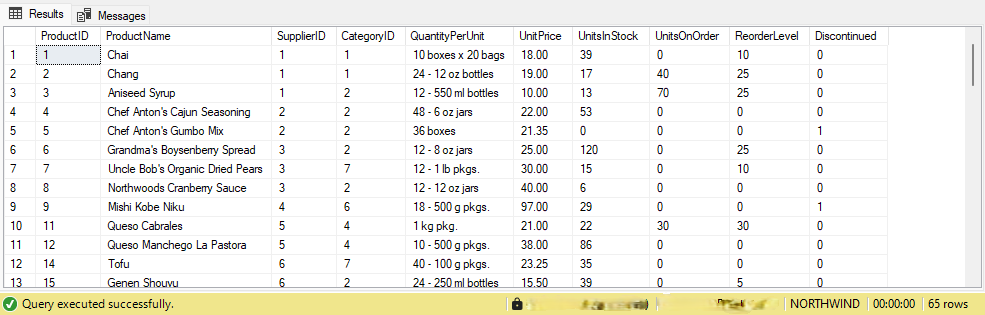 Results Messages
ProductID ProductName SupplierID CategoryID QuantityPerUnit UnitPrice UnitsInStock UnitsOnOrder ReorderLevel Discontinued
1 1 Chai 1 1 10 boxes x 20 bags 18.00 39 0 10 0
2 2 Chang 1 1 24 - 12 oz bottles 19.00 17 40 25 0
3 3 Aniseed Syrup 1 2 12 - 550 ml bottles 10.00 13 70 25 0
4 4 Chef Anton's Cajun Seasoning 2 2 48 - 6 oz jars 22.00 53 0 0 0
5 5 Chef Anton's Gumbo Mix 2 2 36 boxes 21.35 0 0 0 1
6 6 Grandma's Boysenberry Spread 3 2 12 - 8 oz jars 25.00 120 0 25 0
7 7 Uncle Bob's Organic Dried Pears 3 7 12 - 1 lb pkgs. 30.00 15 0 10 0
8 8 Northwoods Cranberry Sauce 3 2 12 - 12 oz jars 40.00 6 0 0 0
9 9 Mishi Kobe Niku 4 6 18 - 500 g pkgs. 97.00 29 0 0 1
10 11 Queso Cabrales 5 4 1 kg pkg. 21.00 22 30 30 0
11 12 Queso Manchego La Pastora 5 4 10 - 500 g pkgs. 38.00 86 0 0 0
12 14 Tofu 6 7 40 - 100 g pkgs. 23.25 35 0 0 0
13 15 Genen Shouyu 6 2 24 - 250 ml bottles 15.50 39 0 5 0
Query executed successfully. NORTHWIND 00:00:00 65 rows